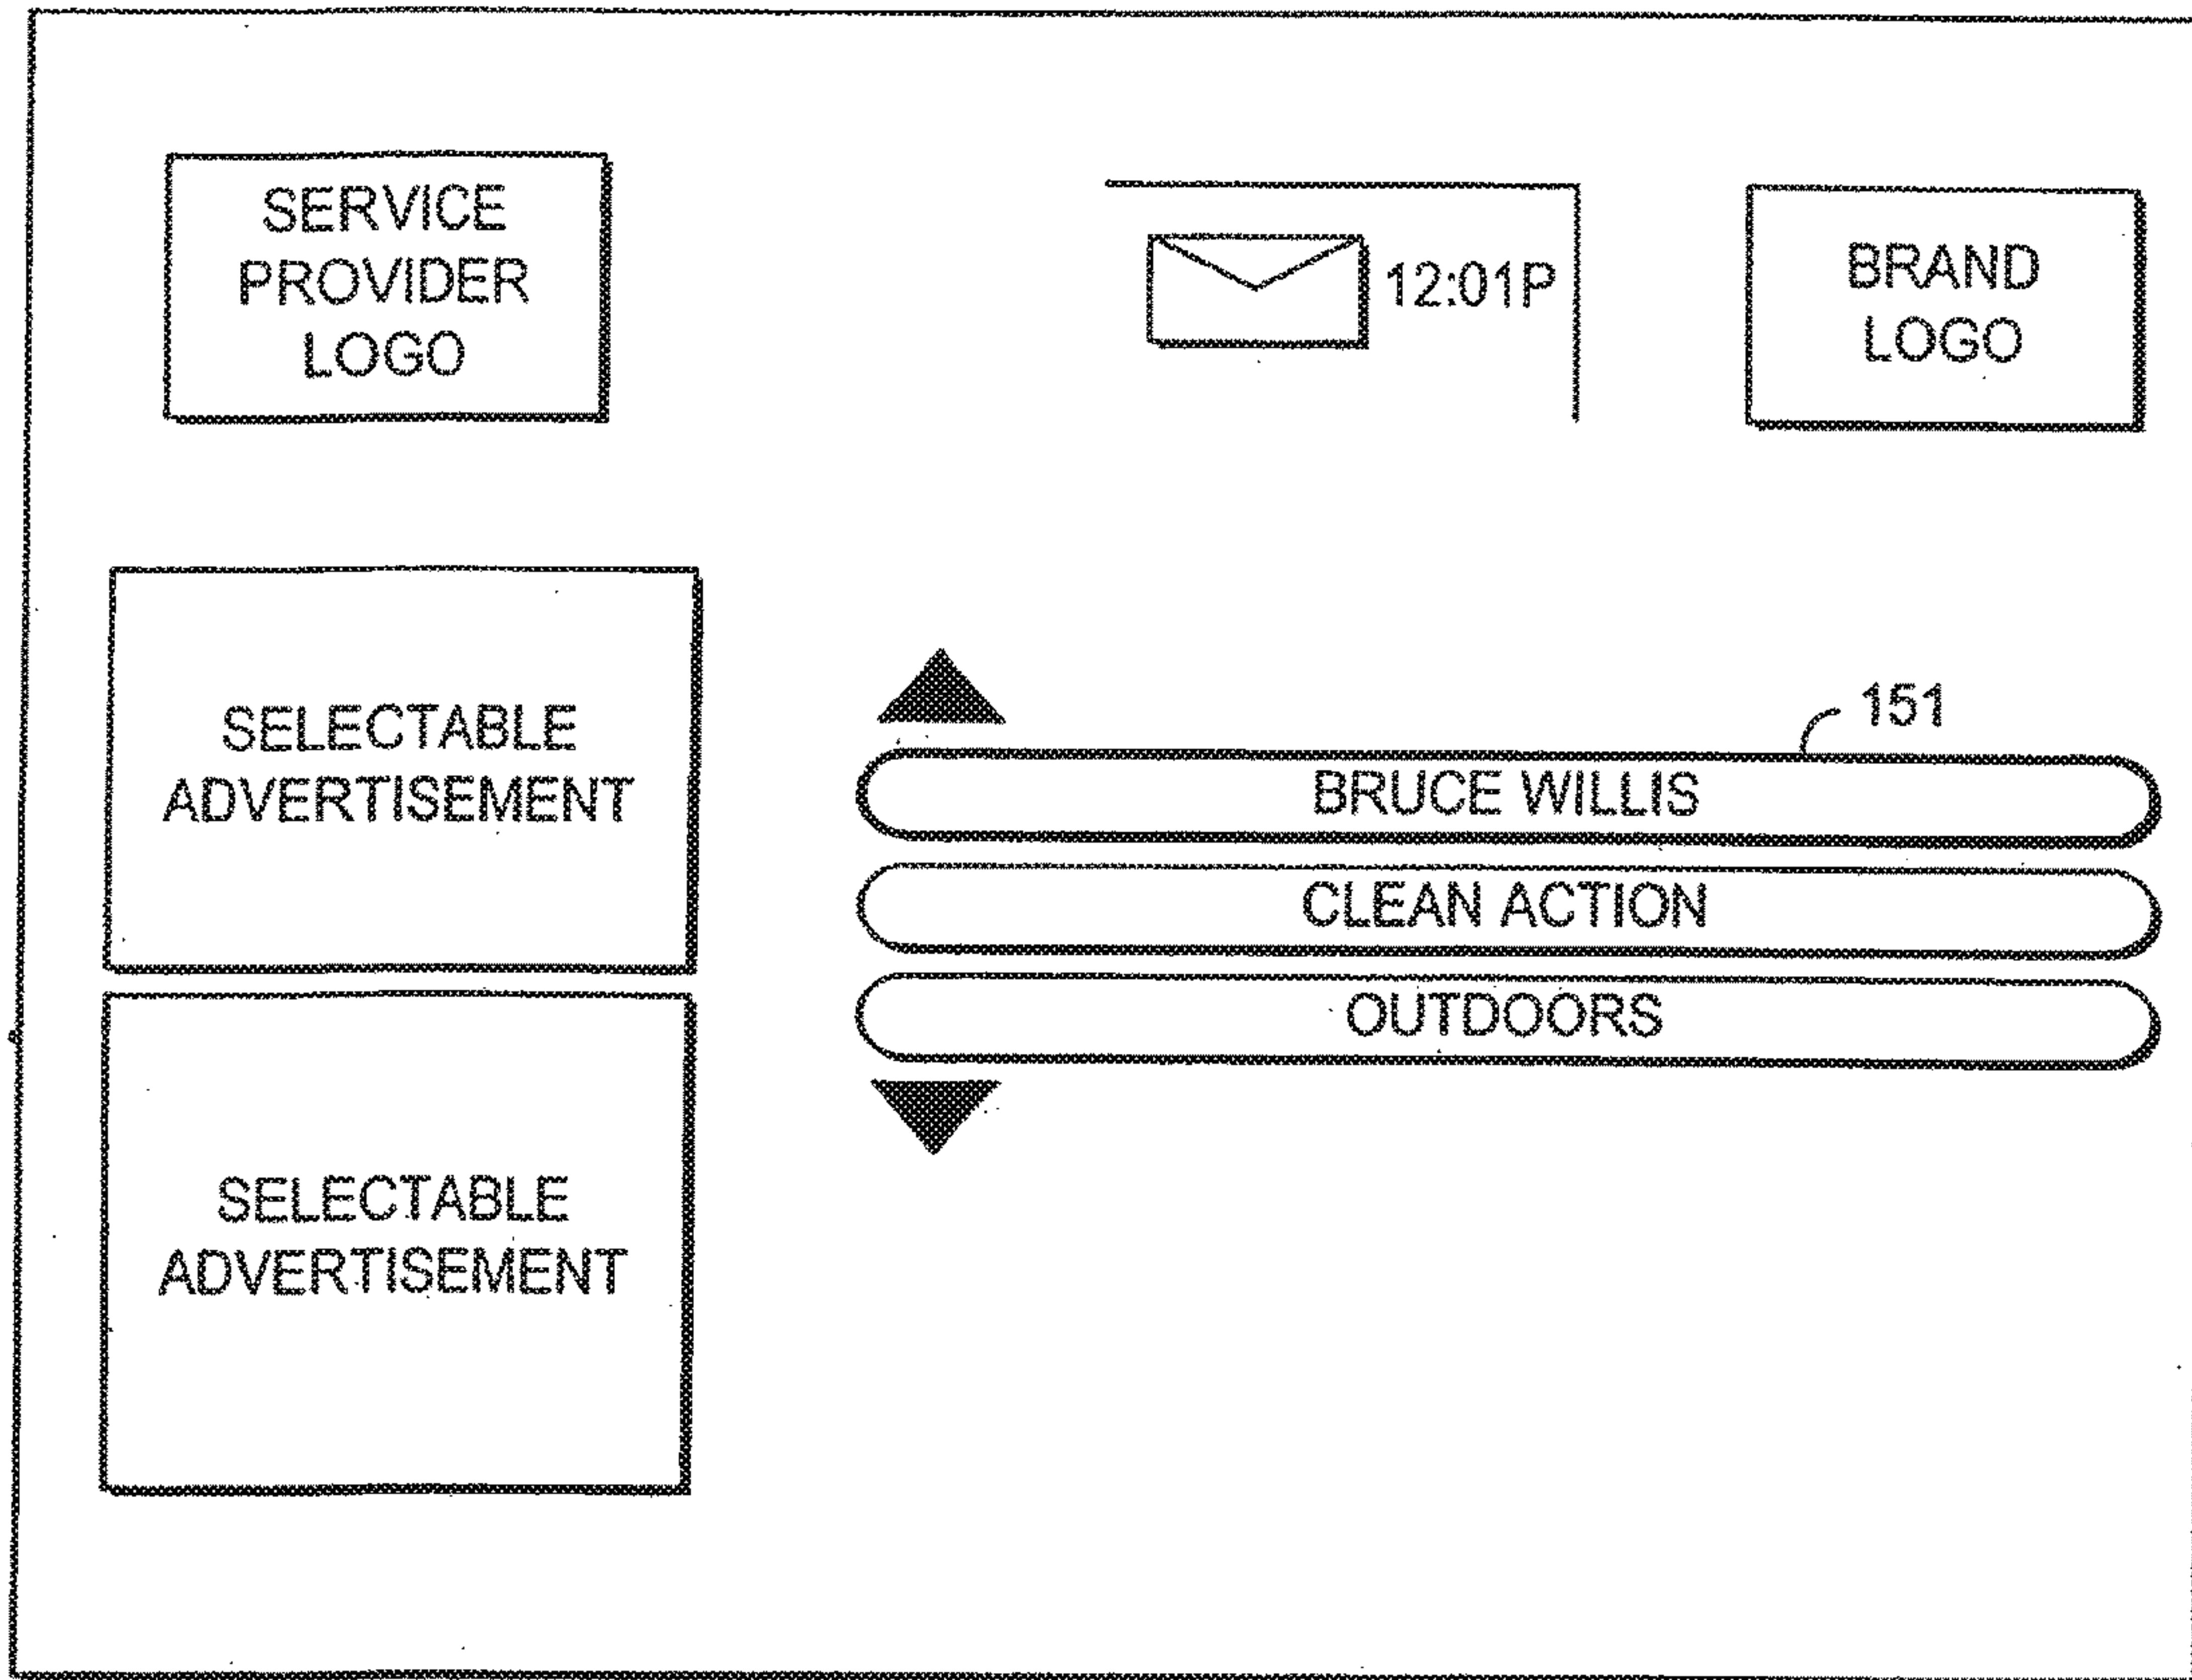 SERVICE
PROVIDER
LOGO
12:01P
BRAND
LOGO
SELECTABLE
ADVERTISEMENT
151
BRUCE WILLIS
CLEAN ACTION
OUTDOORS
SELECTABLE
ADVERTISEMENT